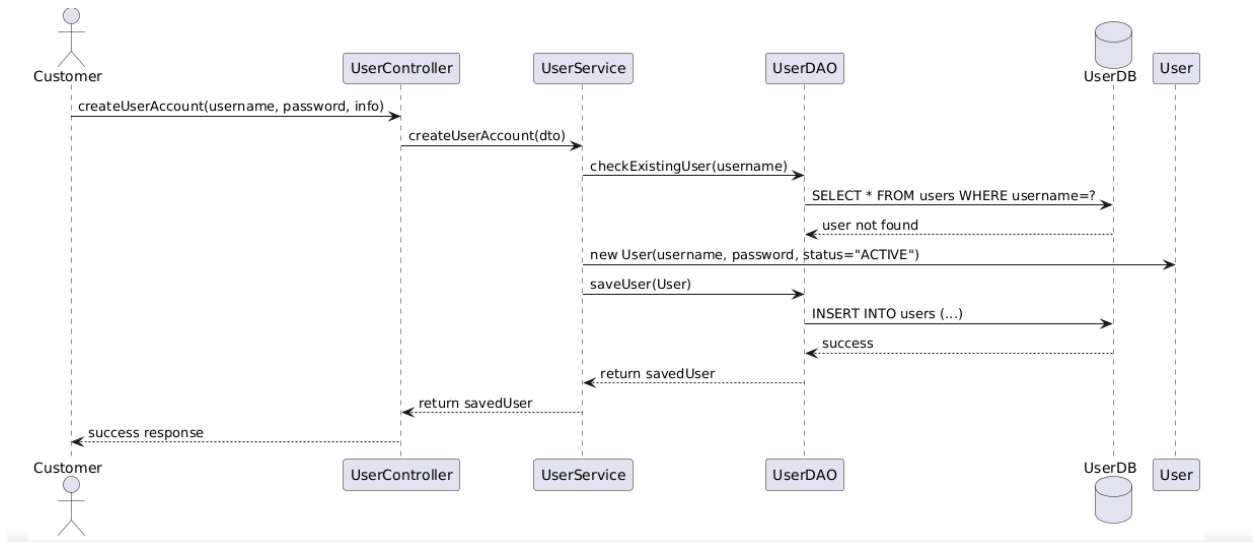 Customer
UserController
UserService
UserDAO
UserDB
User
createUserAccount(username, password, info)
createUserAccount(dto)
checkExistingUser(username)
SELECT * FROM users WHERE username=?
user not found
new User(username, password, status="ACTIVE")
saveUser(User)
INSERT INTO users (...)
success
return savedUser
return savedUser
success response
Customer
UserController
UserService
UserDAO
UserDB
User